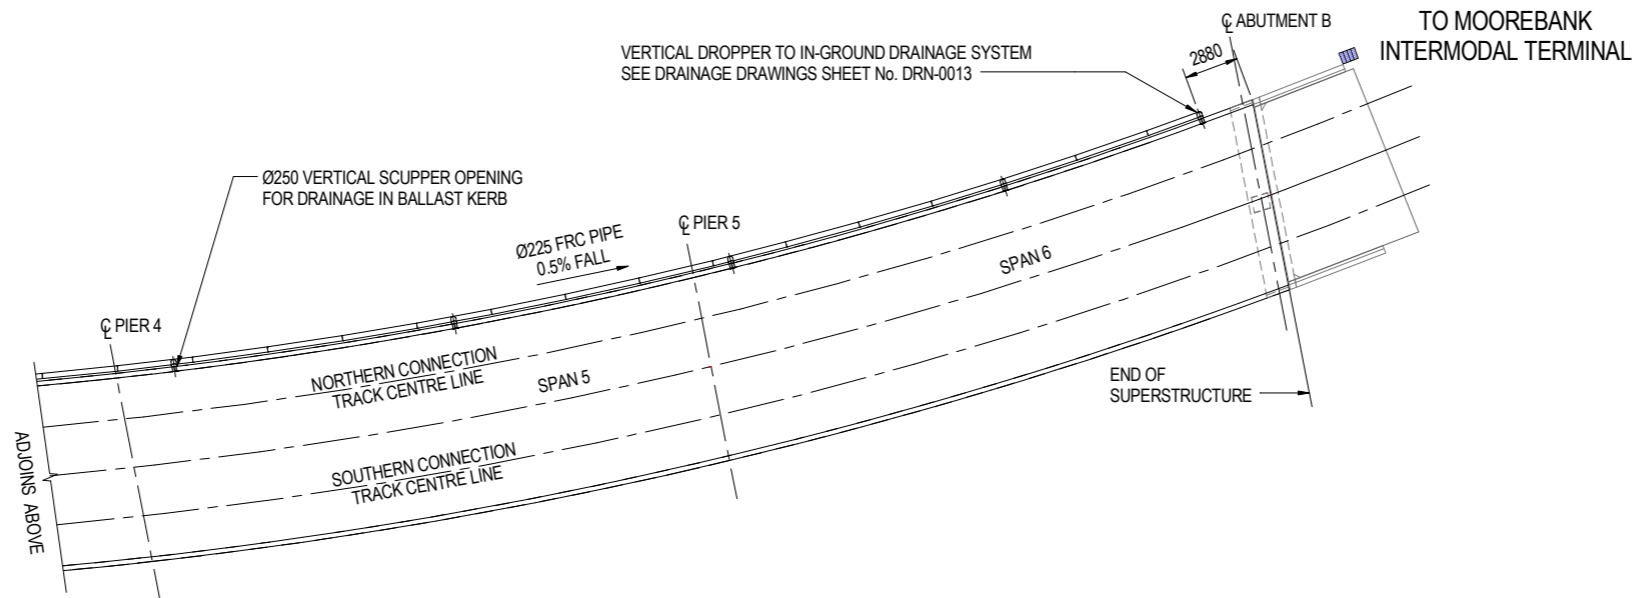 ℄ ABUTMENT B
TO MOOREBANK
INTERMODAL TERMINAL
2880
VERTICAL DROPPER TO IN-GROUND DRAINAGE SYSTEM
SEE DRAINAGE DRAWINGS SHEET No. DRN-0013
Ø250 VERTICAL SCUPPER OPENING
FOR DRAINAGE IN BALLAST KERB
℄ PIER 5
Ø225 FRC PIPE
0.5% FALL
SPAN 6
℄ PIER 4
NORTHERN CONNECTION
TRACK CENTRE LINE
SPAN 5
END OF
SUPERSTRUCTURE
SOUTHERN CONNECTION
TRACK CENTRE LINE
ADJOINS ABOVE